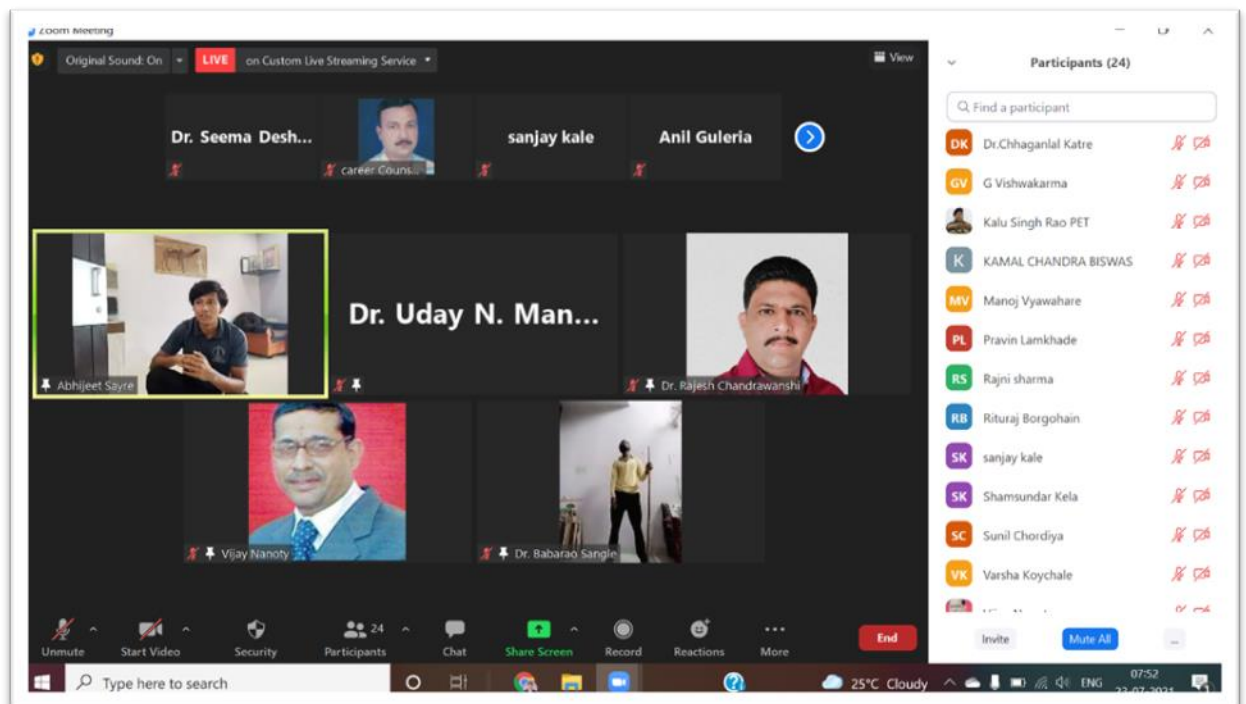 Zoom Meeting
Original Sound: On
LIVE on Custom Live Streaming Service
View
Dr. Seema Desh...
career Couns...
sanjay kale
Anil Guleria
Abhijeet Sayre
Dr. Uday N. Man...
Dr. Rajesh Chandrawanshi
Vijay Nanoty
Dr. Babarao Sangle
Unmute
Start Video
Security
24
Participants
Chat
Share Screen
Record
Reactions
More
End
Participants (24)
Find a participant
DK Dr.Chhaganlal Katre
GV G Vishwakarma
Kalu Singh Rao PET
K KAMAL CHANDRA BISWAS
MV Manoj Vyawahare
PL Pravin Lamkhade
RS Rajni sharma
RB Rituraj Borgohain
SK sanjay kale
SK Shamsundar Kela
SC Sunil Chordiya
VK Varsha Koychale
Invite
Mute All
...
Type here to search
25°C Cloudy
ENG
07:52
23-07-2021